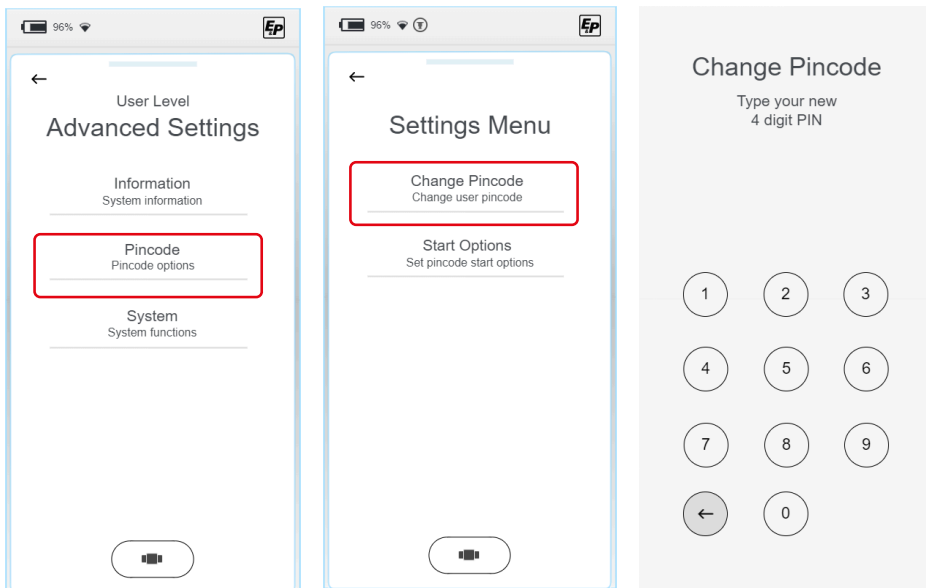 96%
EP
←
User Level
Advanced Settings
Information
System information
Pincode
Pincode options
System
System functions
96% T
EP
←
Settings Menu
Change Pincode
Change user pincode
Start Options
Set pincode start options
Change Pincode
Type your new
4 digit PIN
1 2 3
4 5 6
7 8 9
← 0